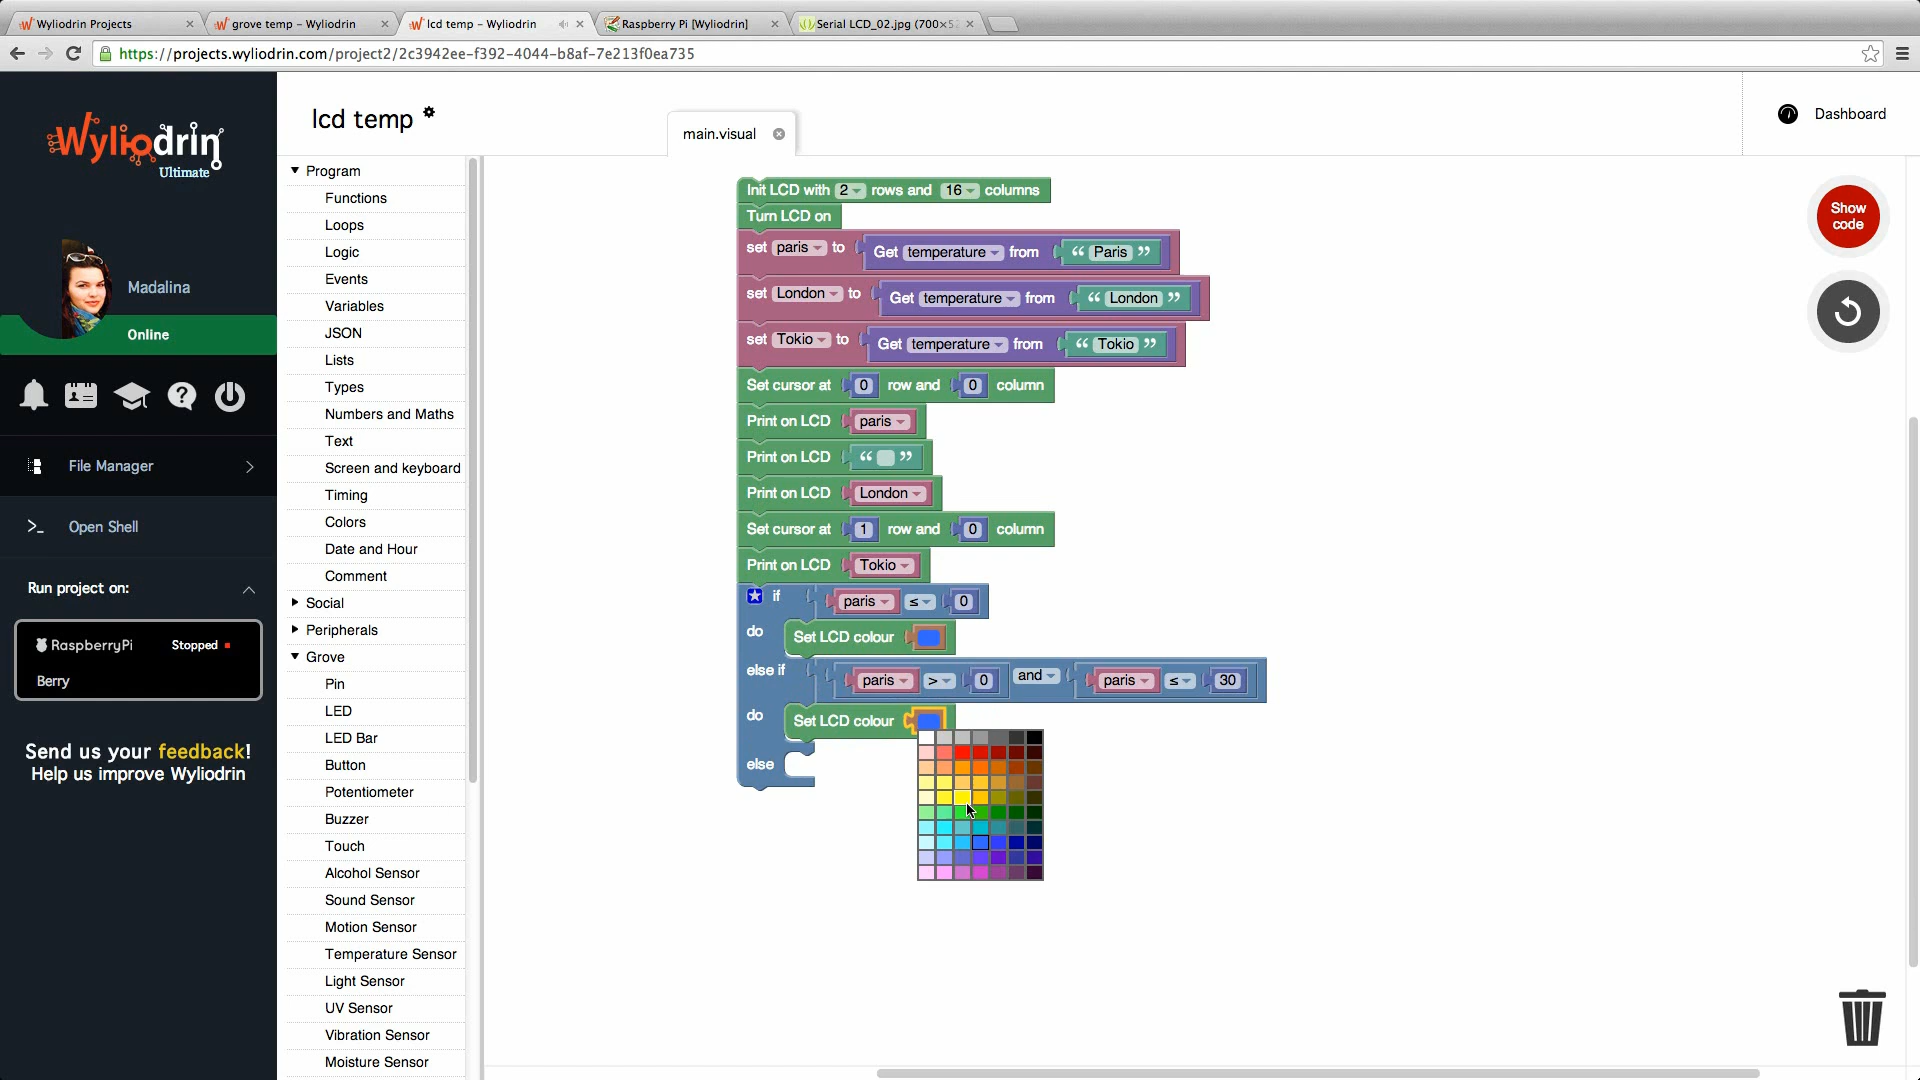 Wyliodrin Projects
grove temp – Wyliodrin
lcd temp – Wyliodrin
Raspberry Pi [Wyliodrin]
Serial LCD_02.jpg (700×5
https://projects.wyliodrin.com/project2/2c3942ee-f392-4044-b8af-7e213f0ea735
Wyliodrin
Ultimate
Madalina
Online
File Manager
Open Shell
Run project on:
RaspberryPi Stopped
Berry
Send us your feedback!
Help us improve Wyliodrin
lcd temp
main.visual
Dashboard
Program
Functions
Loops
Logic
Events
Variables
JSON
Lists
Types
Numbers and Maths
Text
Screen and keyboard
Timing
Colors
Date and Hour
Comment
Social
Peripherals
Grove
Pin
LED
LED Bar
Button
Potentiometer
Buzzer
Touch
Alcohol Sensor
Sound Sensor
Motion Sensor
Temperature Sensor
Light Sensor
UV Sensor
Vibration Sensor
Moisture Sensor
Init LCD with 2 rows and 16 columns
Turn LCD on
set paris to Get temperature from “ Paris ”
set London to Get temperature from “ London ”
set Tokio to Get temperature from “ Tokio ”
Set cursor at 0 row and 0 column
Print on LCD paris
Print on LCD “ ”
Print on LCD London
Set cursor at 1 row and 0 column
Print on LCD Tokio
if paris ≤ 0
do Set LCD colour
else if paris > 0 and paris ≤ 30
do Set LCD colour
else
Show
code